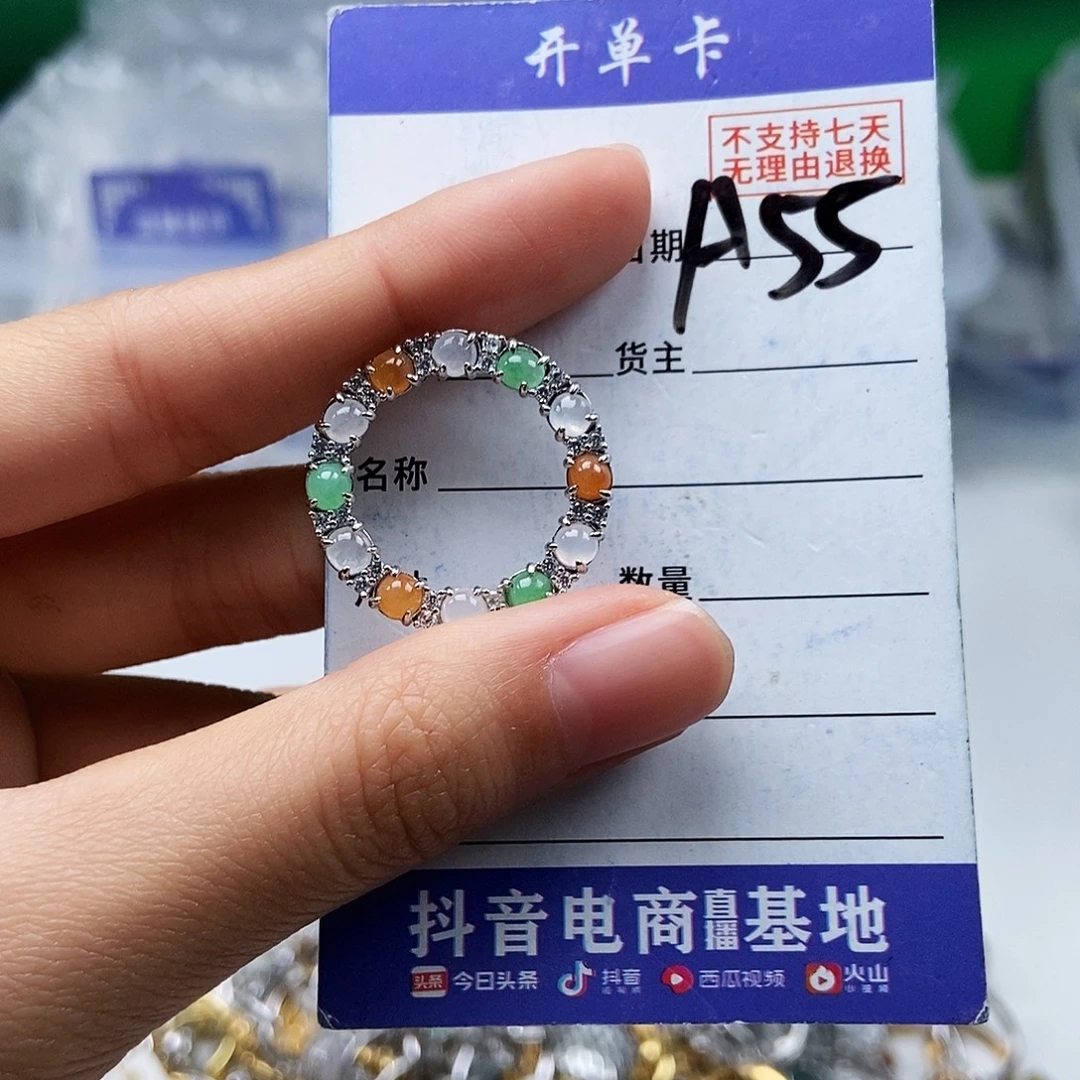 开单卡
不支持七天
无理由退换
日期 A55
货主
名称
数量
抖音电商直播基地
头条 今日头条 抖音 西瓜视频 火山